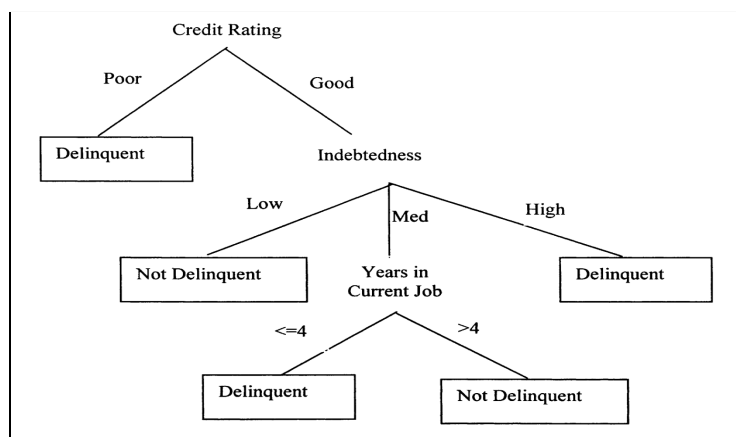 Credit Rating
Poor
Good
Delinquent
Indebtedness
Low
Med
High
Not Delinquent
Years in
Current Job
Delinquent
<=4
>4
Delinquent
Not Delinquent